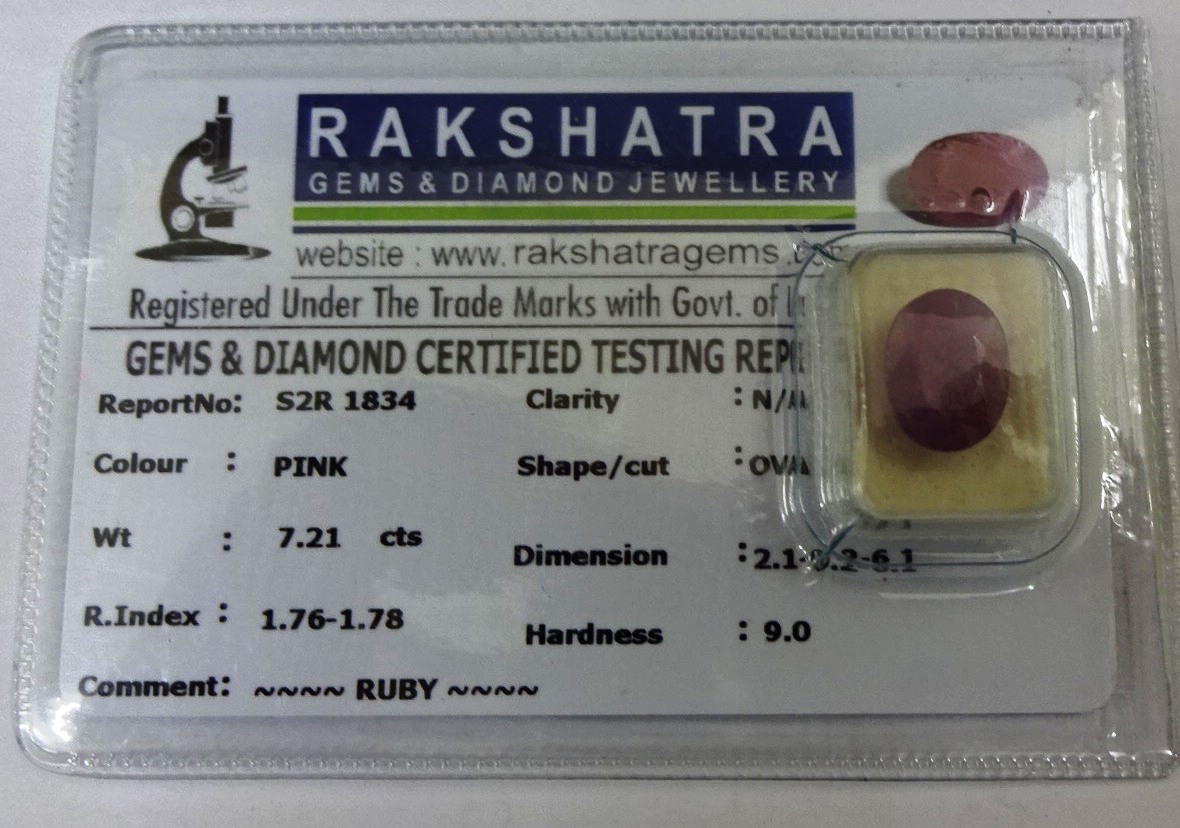 RAKSHATRA
GEMS & DIAMOND JEWELLERY
website : www.rakshatragems.com
Registered Under The Trade Marks with Govt. of
GEMS & DIAMOND CERTIFIED TESTING
ReportNo: S2R 1834 Clarity : N/A
Colour : PINK Shape/cut : OVAL
Wt : 7.21 cts Dimension :
R.Index : 1.76-1.78 Hardness : 9.0
Comment: ~~~~ RUBY ~~~~